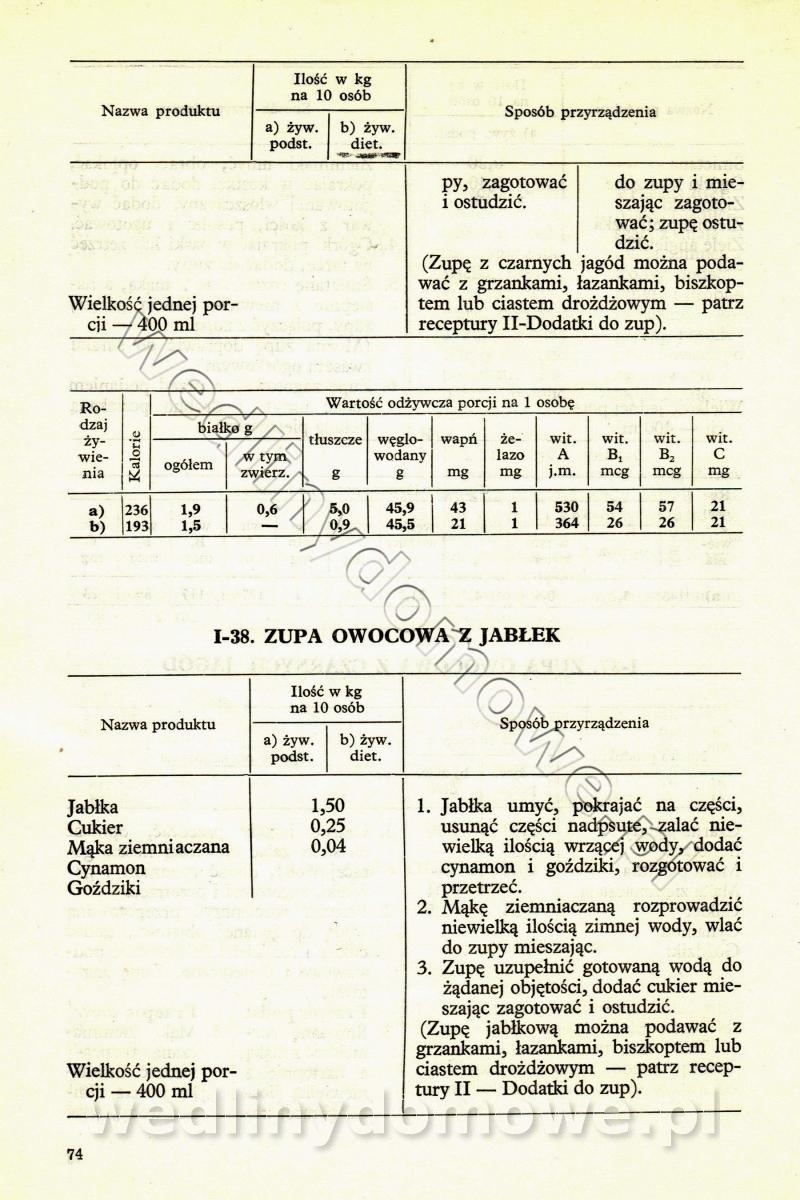 Nazwa produktu
Ilość w kg
na 10 osób
a) żyw.
podst.
b) żyw.
diet.
Sposób przyrządzenia
py, zagotować
i ostudzić.
do zupy i mie-
szając zagoto-
wać; zupę ostu-
dzić.
(Zupę z czarnych jagód można poda-
wać z grzankami, łazankami, biszkop-
tem lub ciastem drożdżowym — patrz
receptury II-Dodatki do zup).
Wielkość jednej por-
cji — 400 ml
Ro-
dzaj
ży-
wie-
nia
Kalorie
Wartość odżywcza porcji na 1 osobę
białko g
ogółem
w tym
zwierz.
tłuszcze
g
węglo-
wodany
g
wapń
mg
że-
lazo
mg
wit.
A
j.m.
wit.
B₁
mcg
wit.
B₂
mcg
wit.
C
mg
a) 236 1,9 0,6 5,0 45,9 43 1 530 54 57 21
b) 193 1,5 — 0,9 45,5 21 1 364 26 26 21
I-38. ZUPA OWOCOWA Z JABŁEK
Nazwa produktu
Ilość w kg
na 10 osób
a) żyw.
podst.
b) żyw.
diet.
Sposób przyrządzenia
Jabłka 1,50
Cukier 0,25
Mąka ziemniaczana 0,04
Cynamon
Goździki
Wielkość jednej por-
cji — 400 ml
1. Jabłka umyć, pokrajać na części,
usunąć części nadpsute, zalać nie-
wielką ilością wrzącej wody, dodać
cynamon i goździki, rozgotować i
przetrzeć.
2. Mąkę ziemniaczaną rozprowadzić
niewielką ilością zimnej wody, wlać
do zupy mieszając.
3. Zupę uzupełnić gotowaną wodą do
żądanej objętości, dodać cukier mie-
szając zagotować i ostudzić.
(Zupę jabłkową można podawać z
grzankami, łazankami, biszkoptem lub
ciastem drożdżowym — patrz recep-
tury II — Dodatki do zup).
74
wedlinydomowe.pl
wedlinydomowe.pl